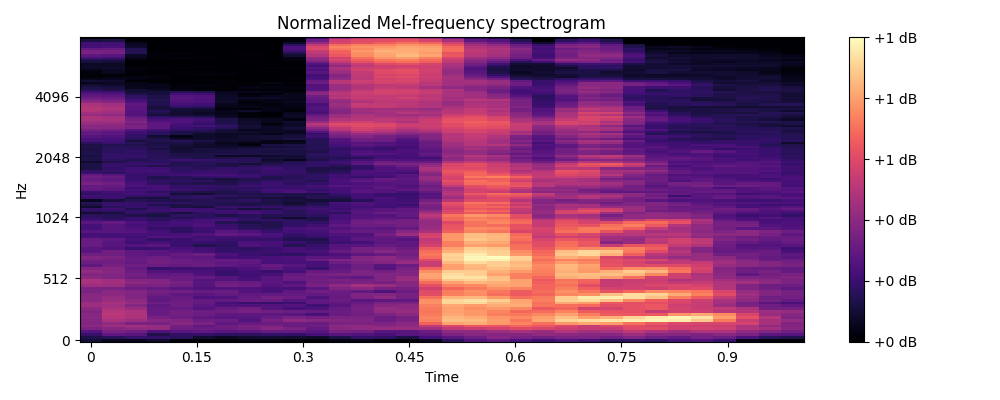 Normalized Mel-frequency spectrogram
Hz
4096
2048
1024
512
0
0 0.15 0.3 0.45 0.6 0.75 0.9
Time
+1 dB
+1 dB
+1 dB
+0 dB
+0 dB
+0 dB